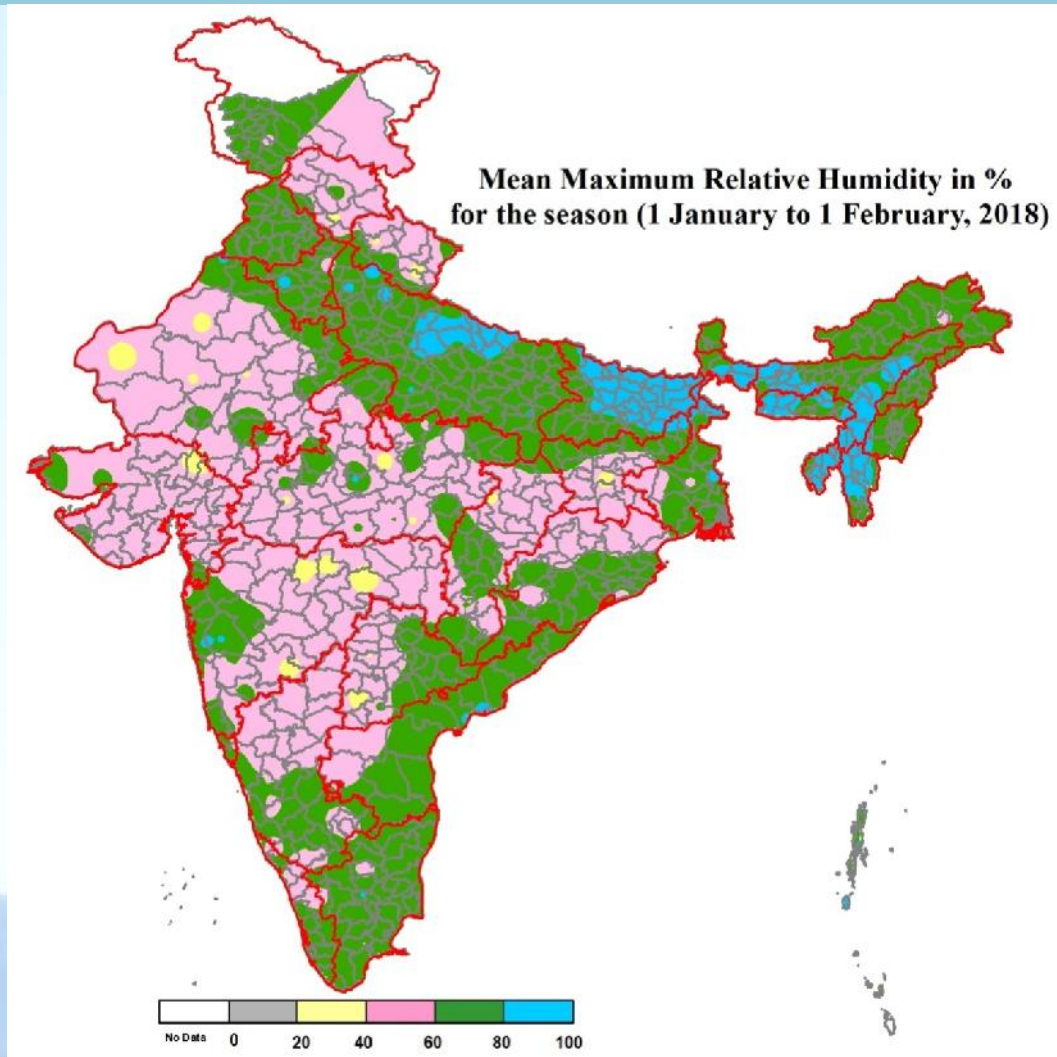 Mean Maximum Relative Humidity in %
for the season (1 January to 1 February, 2018)
No Data 0 20 40 60 80 100